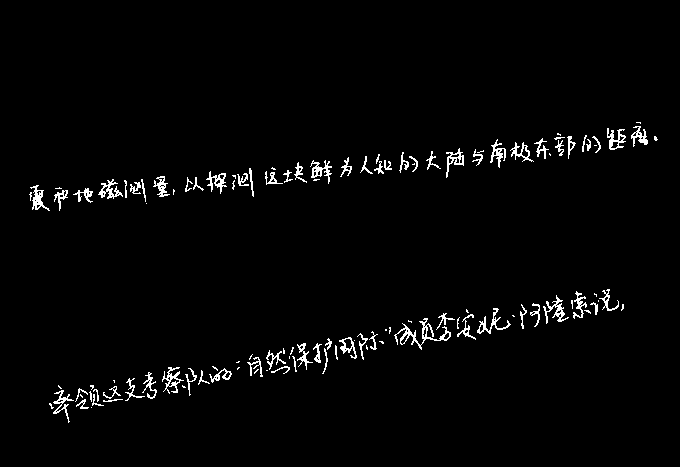 震和地磁测量,以探测这块鲜为人知的大陆与南极东部的距离.
牵领这支考察队的“自然保护国际”成员李安妮·阿隆索说,